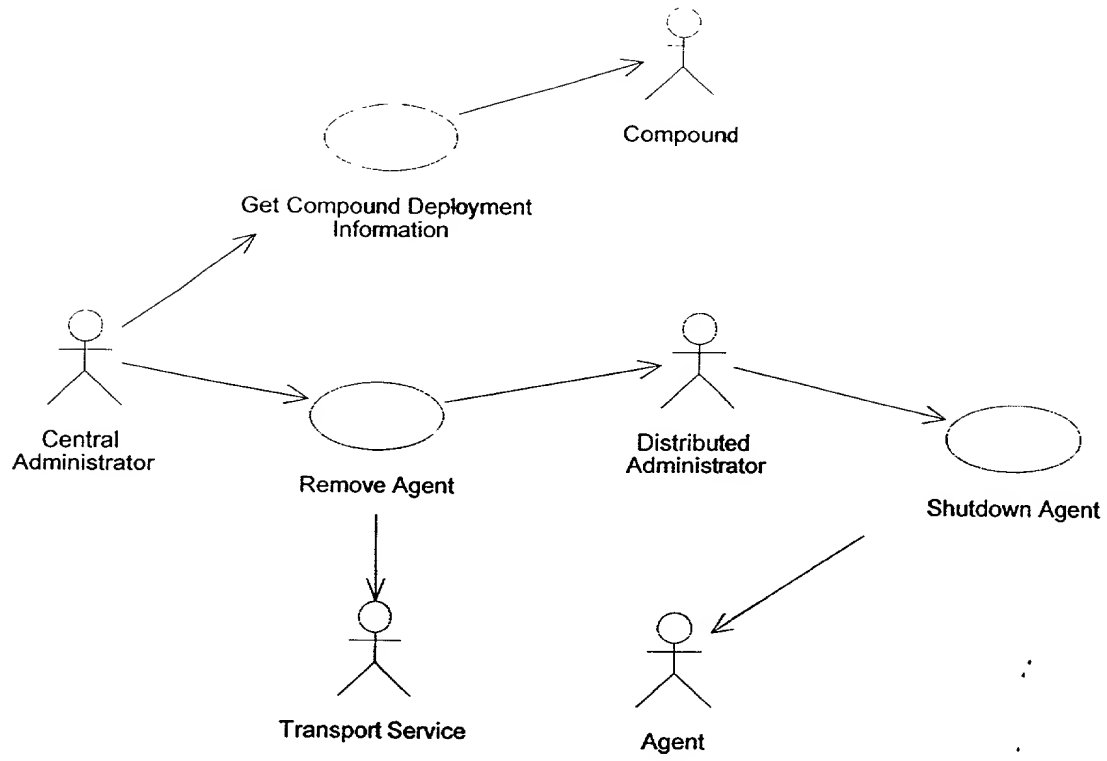 Compound
Get Compound Deployment
Information
Central
Administrator
Remove Agent
Distributed
Administrator
Shutdown Agent
Transport Service
Agent